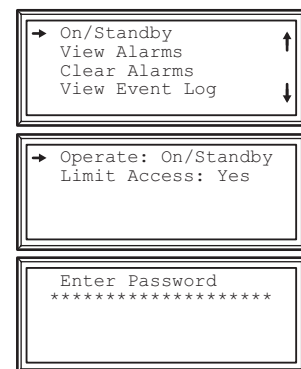 → On/Standby ↑
View Alarms
Clear Alarms
View Event Log ↓
→ Operate: On/Standby
Limit Access: Yes
Enter Password
********************